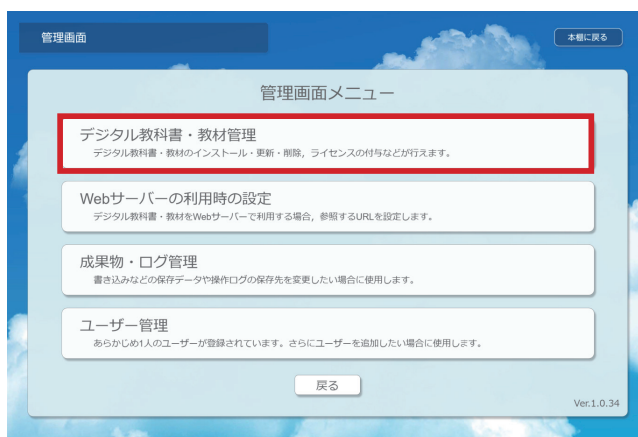 管理画面
本棚に戻る
管理画面メニュー
デジタル教科書・教材管理
デジタル教科書・教材のインストール・更新・削除，ライセンスの付与などが行えます。
Webサーバーの利用時の設定
デジタル教科書・教材をWebサーバーで利用する場合，参照するURLを設定します。
成果物・ログ管理
書き込みなどの保存データや操作ログの保存先を変更したい場合に使用します。
ユーザー管理
あらかじめ1人のユーザーが登録されています。さらにユーザーを追加したい場合に使用します。
戻る
Ver.1.0.34